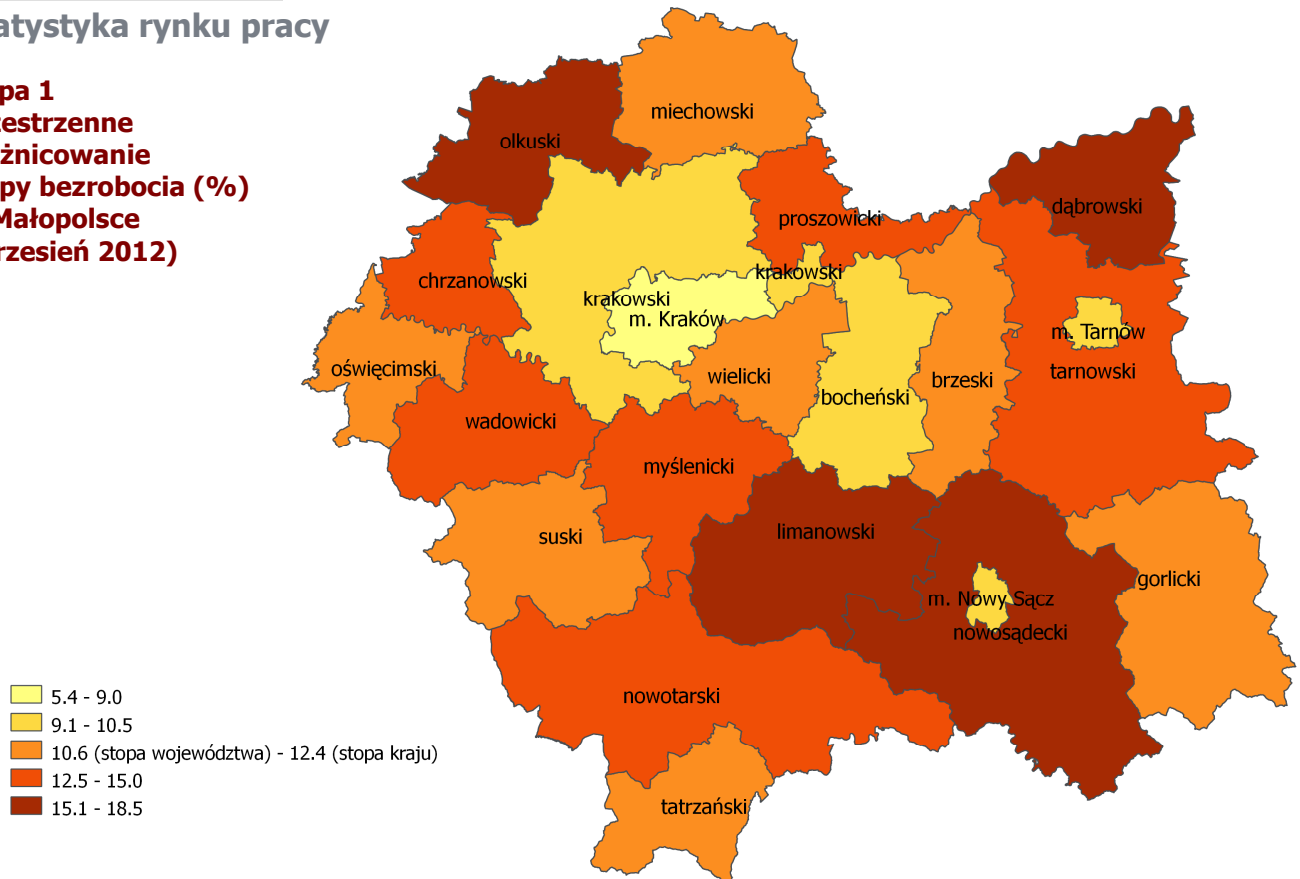 atystyka rynku pracy
pa 1
zestrzenne
óżnicowanie
py bezrobocia (%)
Małopolsce
rzesień 2012)
miechowski
olkuski
dąbrowski
proszowicki
krakowski
chrzanowski
krakowski
m. Kraków
m. Tarnów
oświęcimski
wielicki
brzeski
tarnowski
bocheński
wadowicki
myślenicki
limanowski
suski
gorlicki
m. Nowy Sącz
nowosądecki
nowotarski
tatrzański
5.4 - 9.0
9.1 - 10.5
10.6 (stopa województwa) - 12.4 (stopa kraju)
12.5 - 15.0
15.1 - 18.5